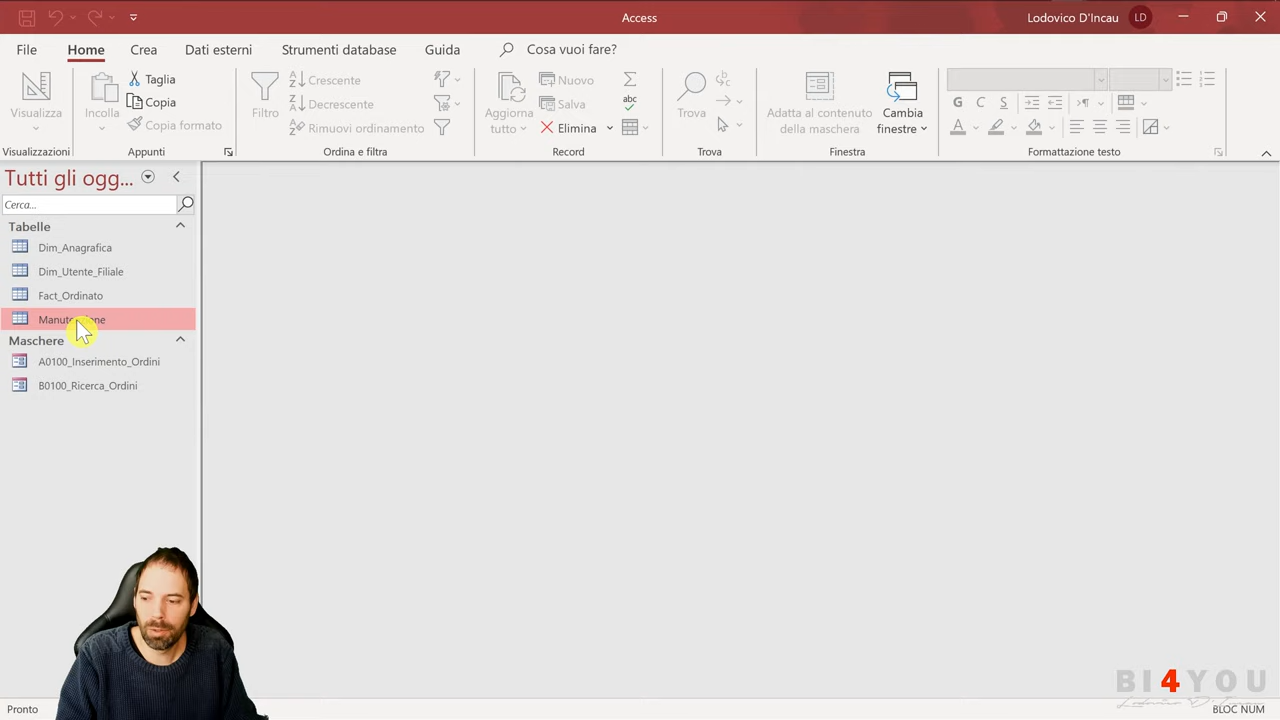 Access
Lodovico D'Incau
LD
File
Home
Crea
Dati esterni
Strumenti database
Guida
Cosa vuoi fare?
Visualizza
Incolla
Taglia
Copia
Copia formato
Filtro
Crescente
Decrescente
Rimuovi ordinamento
Aggiorna
tutto
Nuovo
Salva
Elimina
Trova
Adatta al contenuto
della maschera
Cambia
finestre
G C S
A
Visualizzazioni
Appunti
Ordina e filtra
Record
Trova
Finestra
Formattazione testo
Tutti gli ogg...
Cerca...
Tabelle
Dim_Anagrafica
Dim_Utente_Filiale
Fact_Ordinato
Maschere
A0100_Inserimento_Ordini
B0100_Ricerca_Ordini
BI4YOU
Lodovico D'Incau
Pronto
BLOC NUM